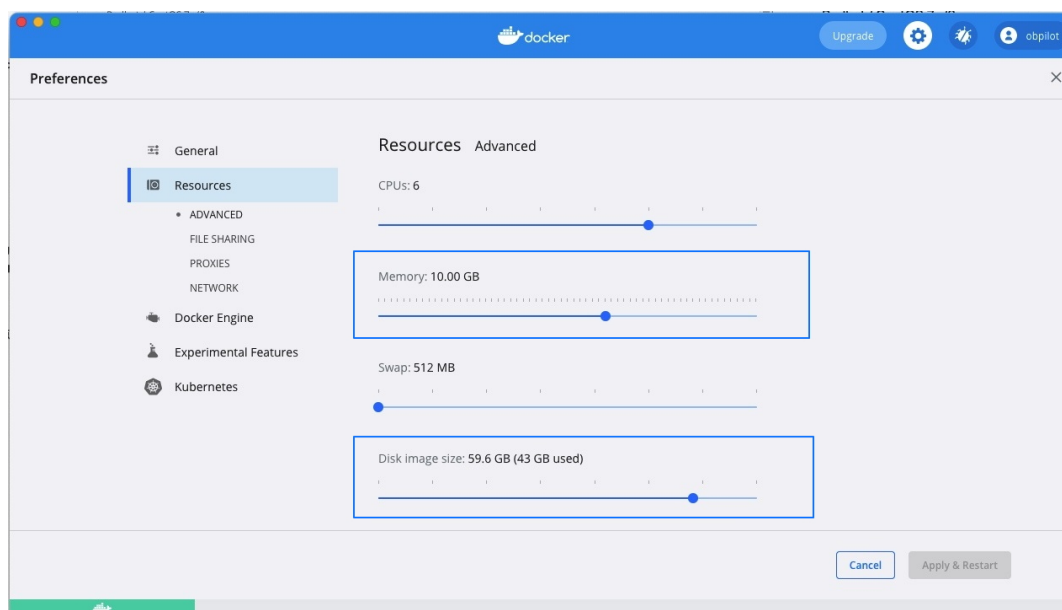 docker
Upgrade
obpilot
Preferences
General
Resources
ADVANCED
FILE SHARING
PROXIES
NETWORK
Docker Engine
Experimental Features
Kubernetes
Resources Advanced
CPUs: 6
Memory: 10.00 GB
Swap: 512 MB
Disk image size: 59.6 GB (43 GB used)
Cancel
Apply & Restart